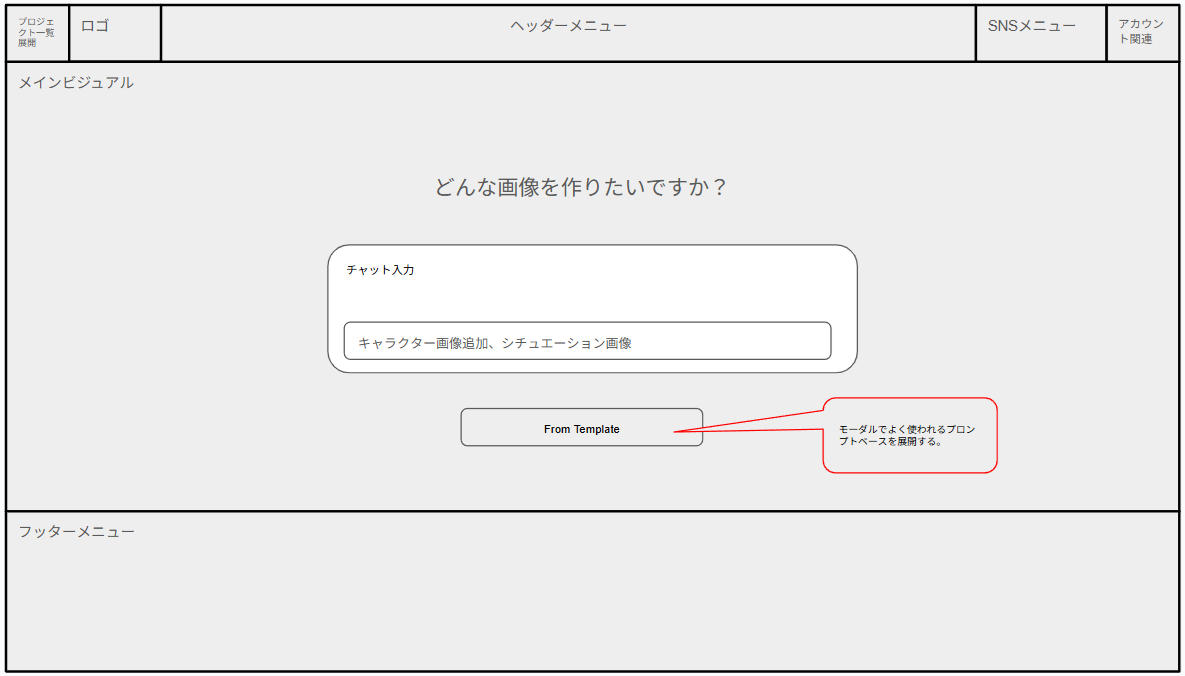 プロジェ
クト一覧
展開
ロゴ
ヘッダーメニュー
SNSメニュー
アカウン
ト関連
メインビジュアル
どんな画像を作りたいですか？
チャット入力
キャラクター画像追加、シチュエーション画像
From Template
モーダルでよく使われるプロン
プトベースを展開する。
フッターメニュー